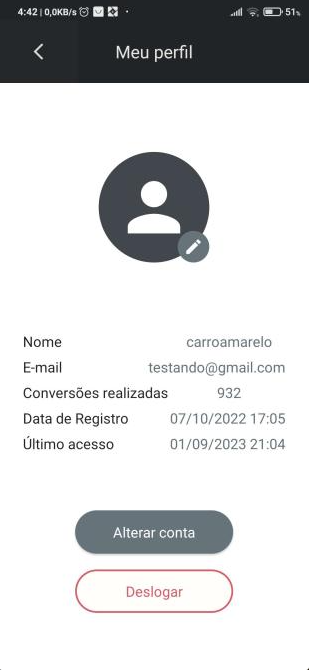 4:42 | 0,0KB/s
51%
Meu perfil
Nome carroamarelo
E-mail testando@gmail.com
Conversões realizadas 932
Data de Registro 07/10/2022 17:05
Último acesso 01/09/2023 21:04
Alterar conta
Deslogar